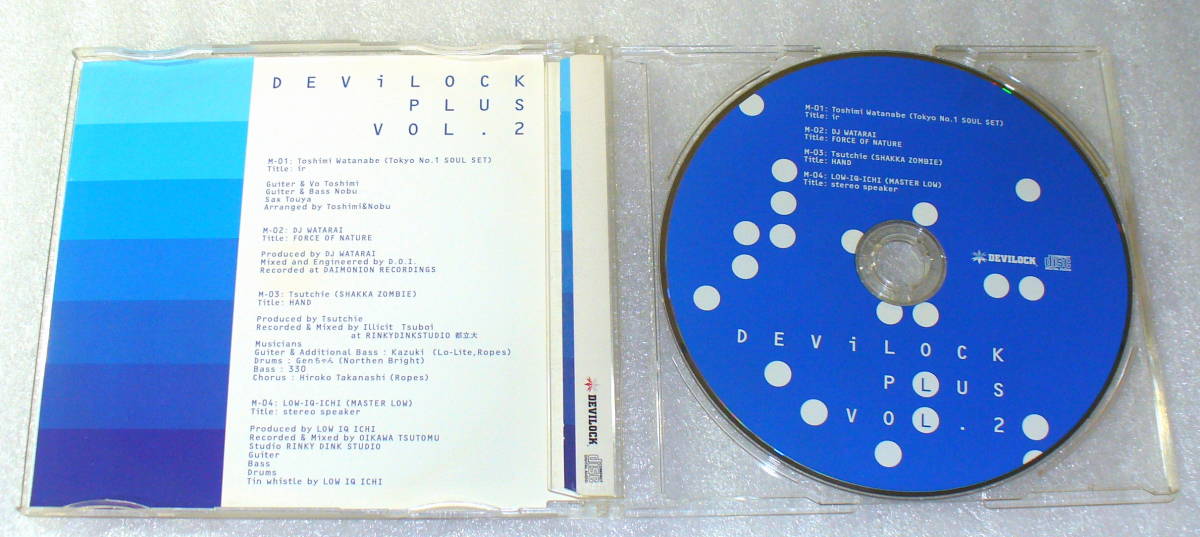 DEViLOCK
PLUS
VOL.2
M-01: Toshimi Watanabe (Tokyo No.1 SOUL SET)
Title: ir
Guiter & Vo Toshimi
Guiter & Bass Nobu
Sax Touya
Arranged by Toshimi&Nobu
M-02: DJ WATARAI
Title: FORCE OF NATURE
Produced by DJ WATARAI
Mixed and Engineered by D.O.I.
Recorded at DAIMONION RECORDINGS
M-03: Tsutchie (SHAKKA ZOMBIE)
Title: HAND
Produced by Tsutchie
Recorded & Mixed by Illicit Tsuboi
at RINKYDINKSTUDIO 都立大
Musicians
Guiter & Additional Bass : Kazuki (Lo-Lite,Ropes)
Drums : Genちゃん (Northen Bright)
Bass : 330
Chorus : Hiroko Takanashi (Ropes)
M-04: LOW-IQ-ICHI (MASTER LOW)
Title: stereo speaker
Produced by LOW IQ ICHI
Recorded & Mixed by OIKAWA TSUTOMU
Studio RINKY DINK STUDIO
Guiter
Bass
Drums
Tin whistle by LOW IQ ICHI
DEVILOCK
COMPACT
disc
DIGITAL AUDIO
M-01: Toshimi Watanabe (Tokyo No.1 SOUL SET)
Title: ir
M-02: DJ WATARAI
Title: FORCE OF NATURE
M-03: Tsutchie (SHAKKA ZOMBIE)
Title: HAND
M-04: LOW-IQ-ICHI (MASTER LOW)
Title: stereo speaker
DEVILOCK
COMPACT
disc
DIGITAL AUDIO
DEViLOCK
PLUS
VOL.2